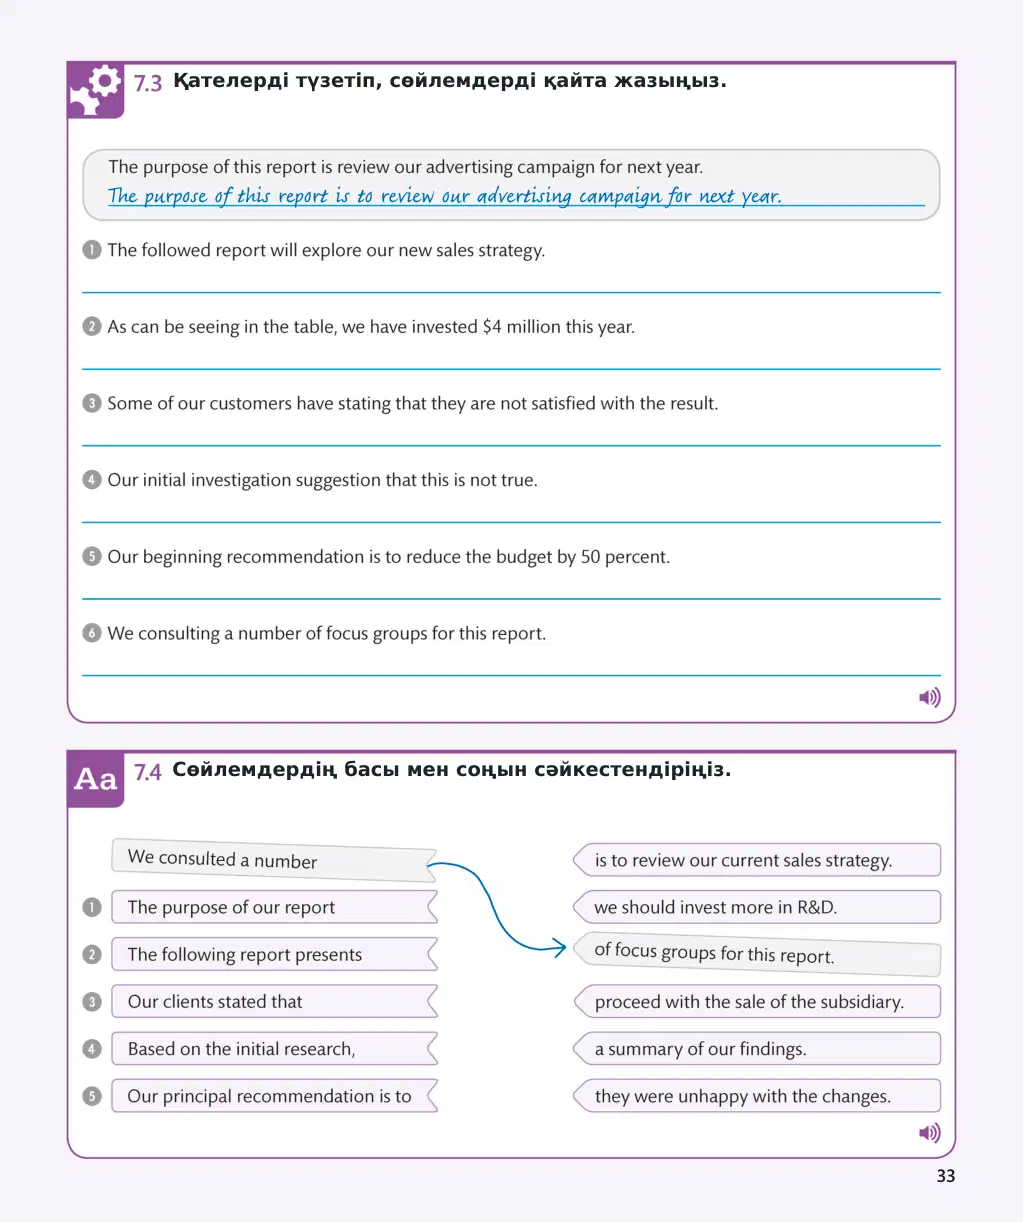 7.3 Қателерді түзетіп, сөйлемдерді қайта жазыңыз.
The purpose of this report is review our advertising campaign for next year.
The purpose of this report is to review our advertising campaign for next year.
1 The followed report will explore our new sales strategy.
2 As can be seeing in the table, we have invested $4 million this year.
3 Some of our customers have stating that they are not satisfied with the result.
4 Our initial investigation suggestion that this is not true.
5 Our beginning recommendation is to reduce the budget by 50 percent.
6 We consulting a number of focus groups for this report.
Aa 7.4 Сөйлемдердің басы мен соңын сәйкестендіріңіз.
We consulted a number
is to review our current sales strategy.
1 The purpose of our report
we should invest more in R&D.
2 The following report presents
of focus groups for this report.
3 Our clients stated that
proceed with the sale of the subsidiary.
4 Based on the initial research,
a summary of our findings.
5 Our principal recommendation is to
they were unhappy with the changes.
33